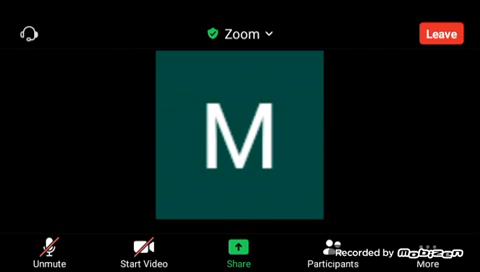 Zoom
Leave
M
Unmute
Start Video
Share
Participants
More
Recorded by
MOBIZEN